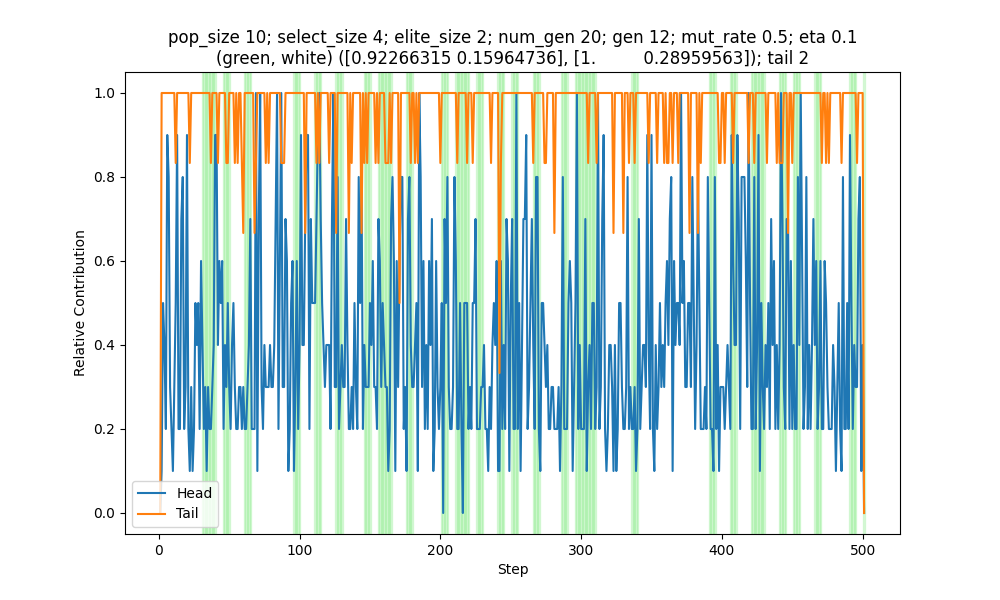 pop_size 10; select_size 4; elite_size 2; num_gen 20; gen 12; mut_rate 0.5; eta 0.1
(green, white) ([0.92266315 0.15964736], [1.         0.28959563]); tail 2
1.0
0.8
0.6
0.4
0.2
0.0
Relative Contribution
Head
Tail
0
100
200
300
400
500
Step